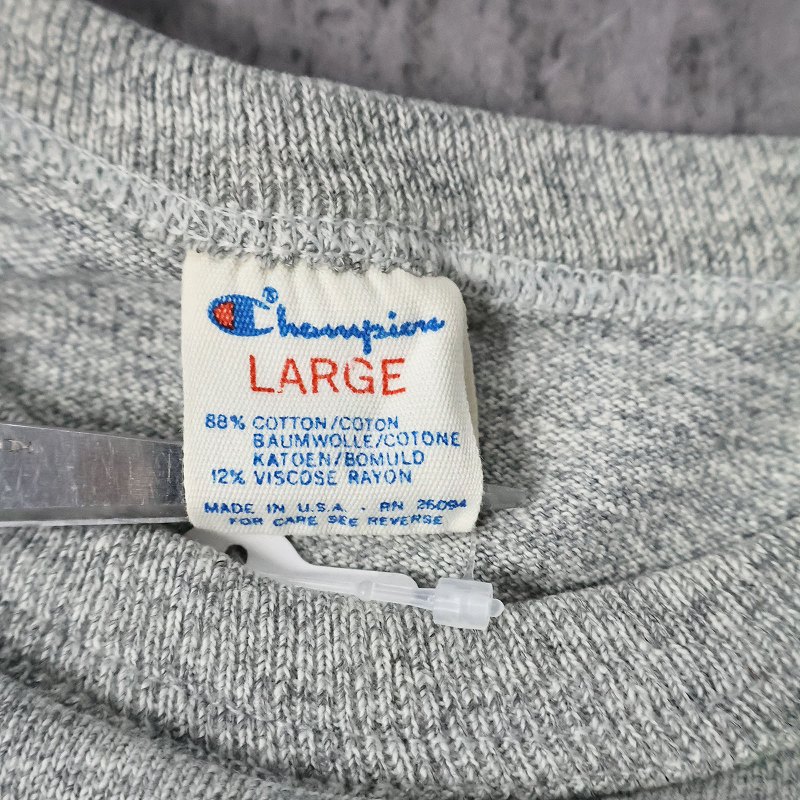 Champion®
LARGE
88% COTTON/COTON
BAUMWOLLE/COTONE
KATOEN/BOMULD
12% VISCOSE RAYON
MADE IN U.S.A. · RN 26094
FOR CARE SEE REVERSE